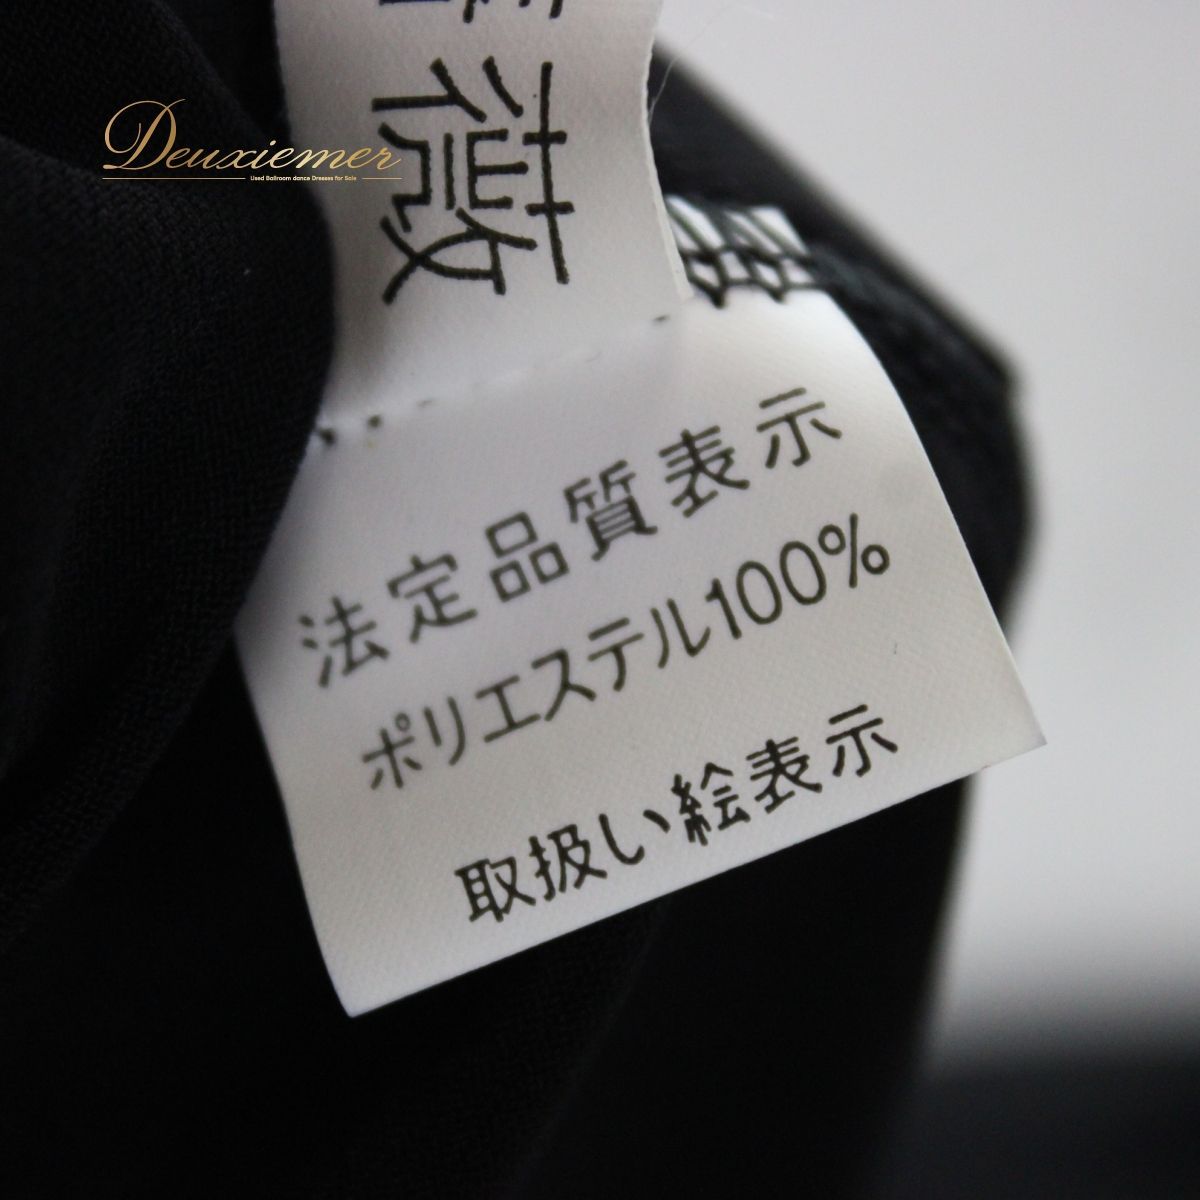 Deuxiemer
Used Ballroom dance Dresses for Sale
薇
法定品質表示
ポリエステル100%
取扱い絵表示